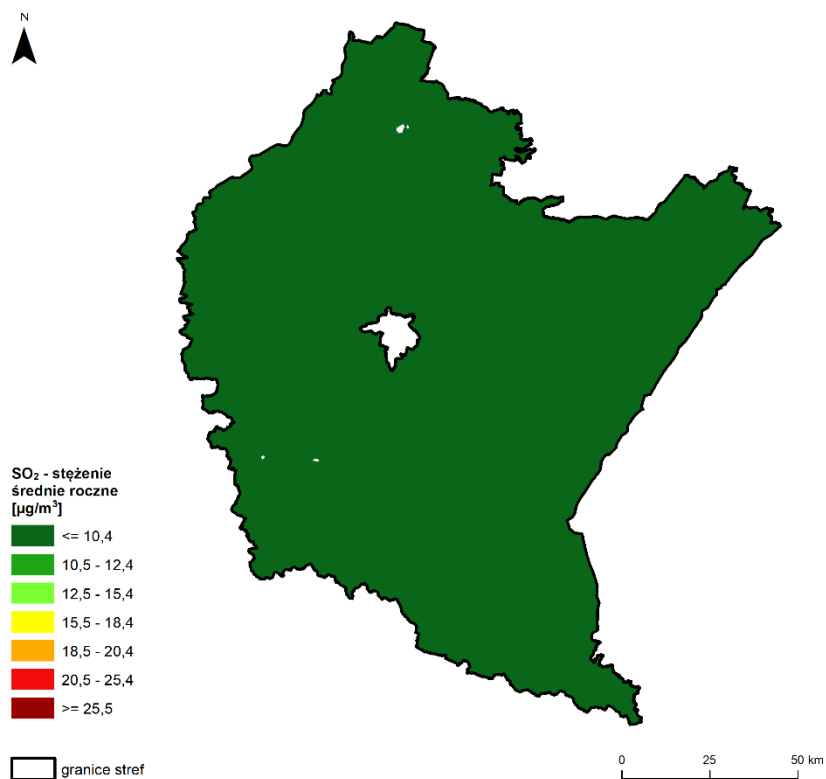 N
SO₂ - stężenie
średnie roczne
[µg/m³]
<= 10,4
10,5 - 12,4
12,5 - 15,4
15,5 - 18,4
18,5 - 20,4
20,5 - 25,4
>= 25,5
granice stref
0 25 50 km